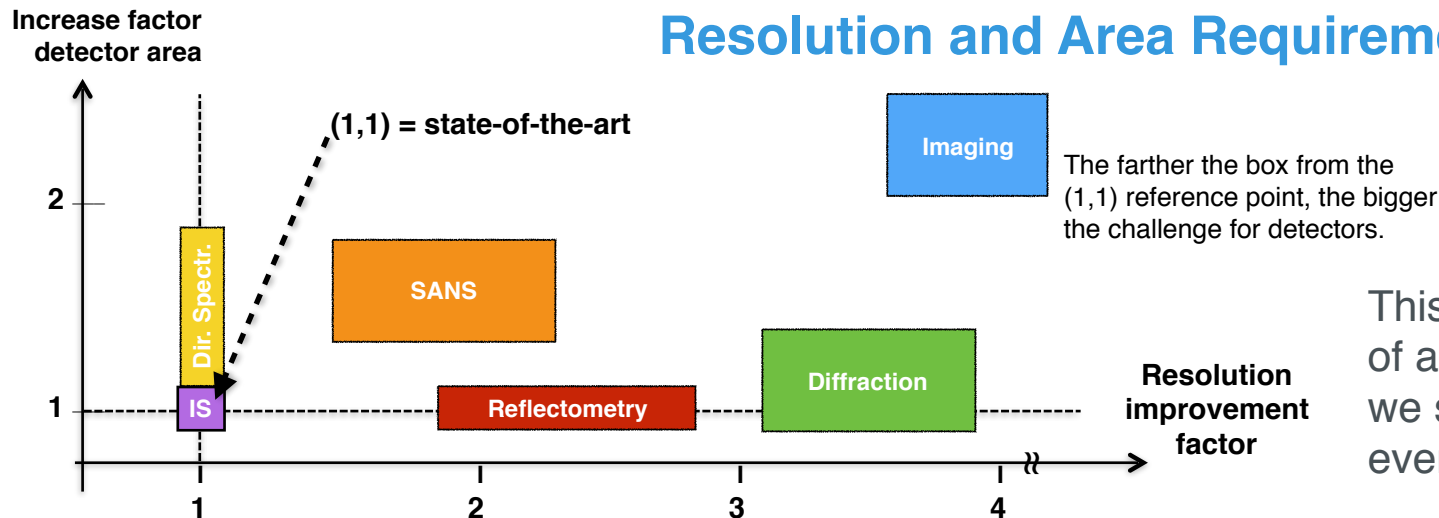 Increase factor
detector area
Resolution and Area
(1,1) = state-of-the-art
Imaging
The farther the box from the
(1,1) reference point, the bigger
the challenge for detectors.
2
Dir. Spectr.
SANS
This
of a
we s
Diffraction
Resolution
improvement
factor
1
IS
Reflectometry
1
2
3
4